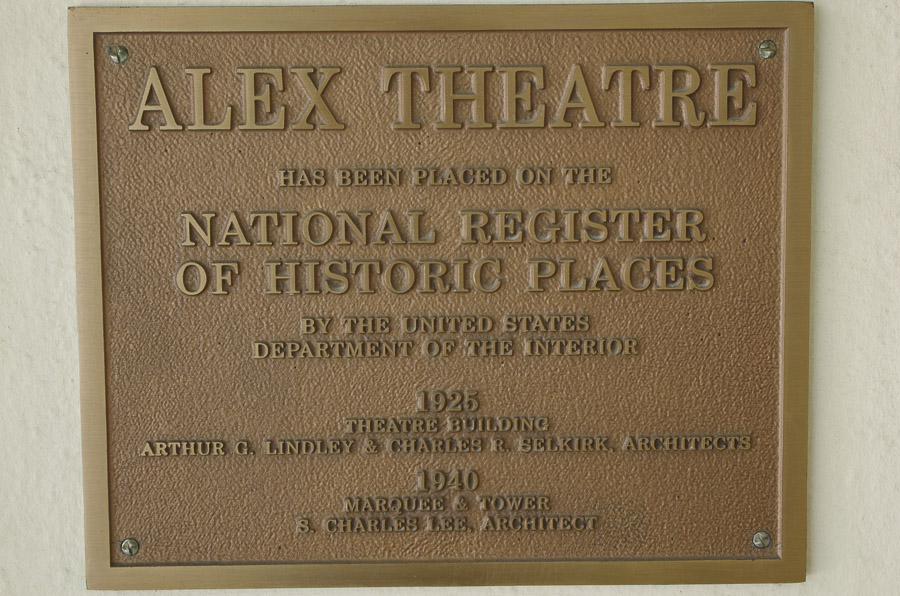 ALEX THEATRE
HAS BEEN PLACED ON THE
NATIONAL REGISTER
OF HISTORIC PLACES
BY THE UNITED STATES
DEPARTMENT OF THE INTERIOR
1925
THEATRE BUILDING
ARTHUR G. LINDLEY & CHARLES R. SELKIRK, ARCHITECTS
1940
MARQUEE & TOWER
S. CHARLES LEE, ARCHITECT